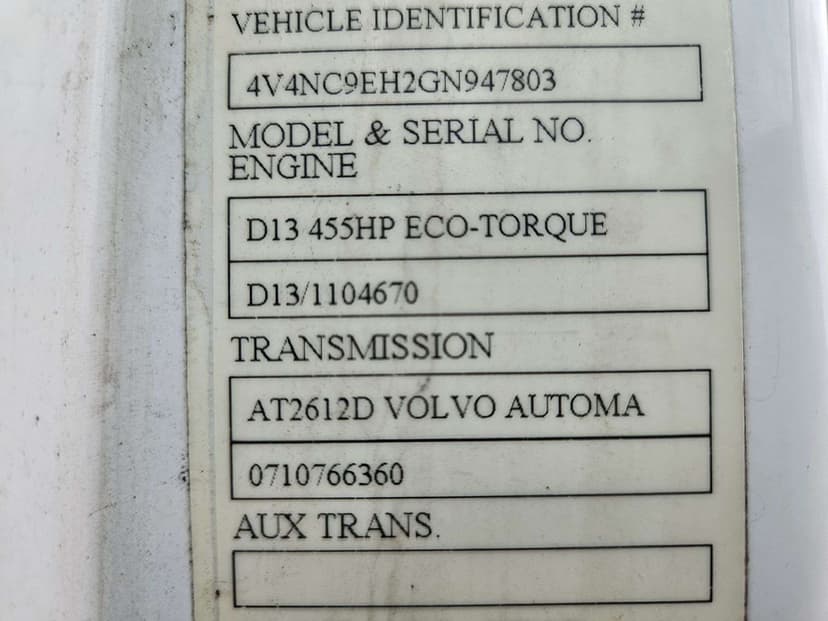 VEHICLE IDENTIFICATION #
4V4NC9EH2GN947803
MODEL & SERIAL NO.
ENGINE
D13 455HP ECO-TORQUE
D13/1104670
TRANSMISSION
AT2612D VOLVO AUTOMA
0710766360
AUX TRANS.